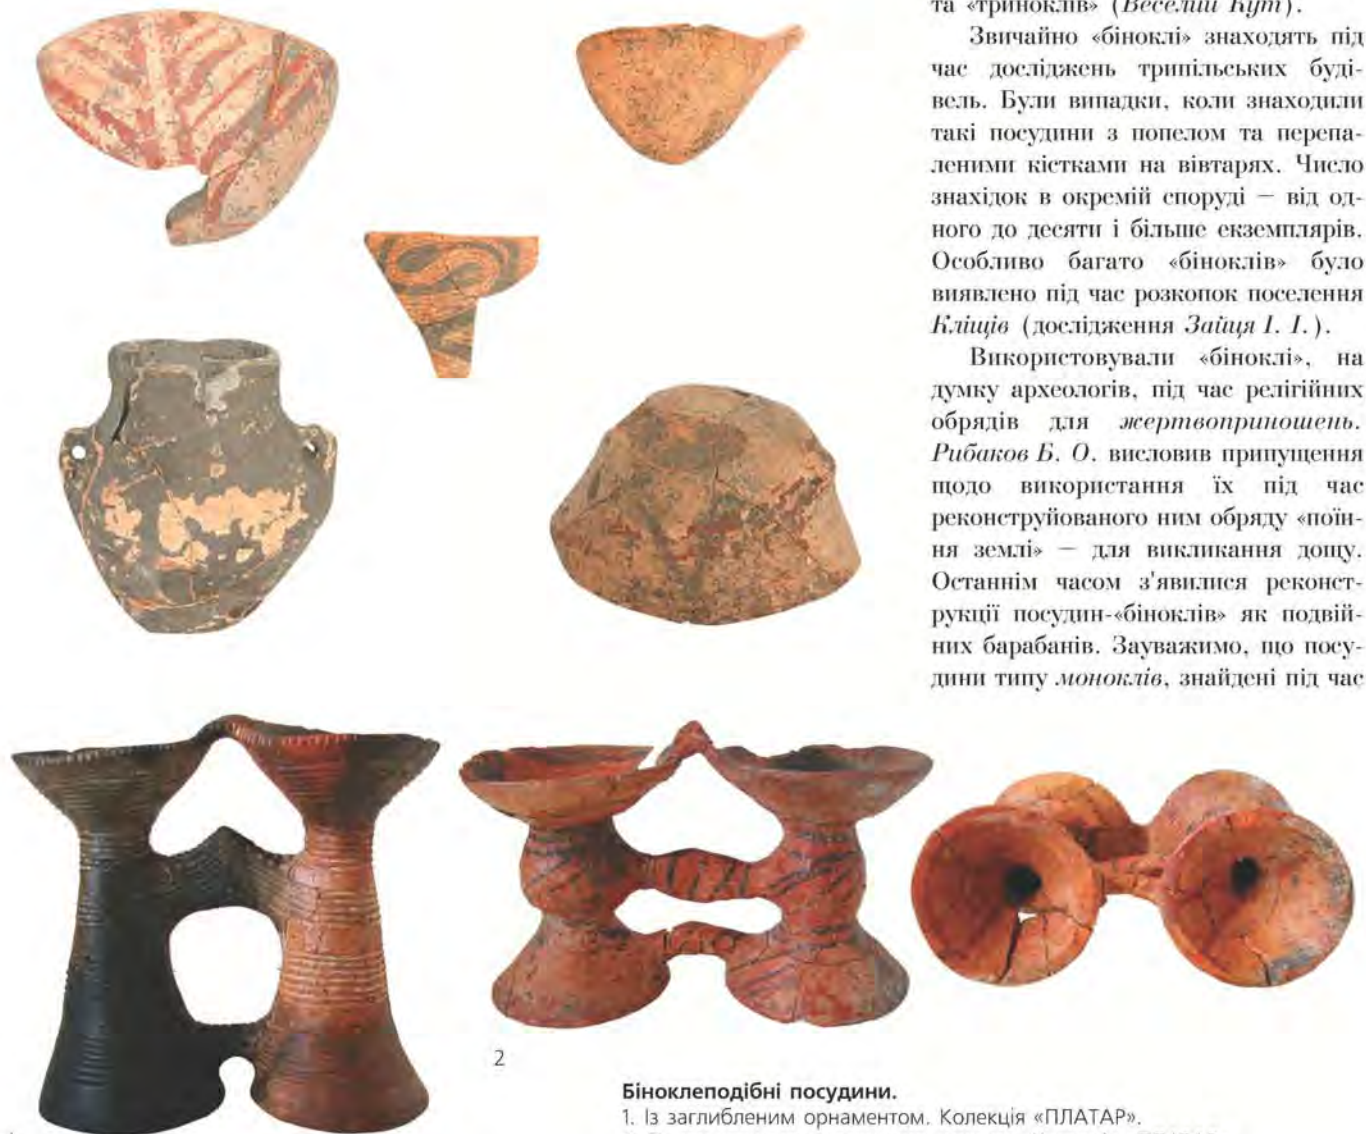 та «триноклів» (Веселий Кут).
Звичайно «біноклі» знаходять під
час досліджень трипільських буді-
вель. Були випадки, коли знаходили
такі посудини з попелом та перепа-
леними кістками на вівтарях. Число
знахідок в окремій споруді — від од-
ного до десяти і більше екземплярів.
Особливо багато «біноклів» було
виявлено під час розкопок поселення
Кліщів (дослідження Зайця І. І.).
Використовували «біноклі», на
думку археологів, під час релігійних
обрядів для жертвоприношень.
Рибаков Б. О. висловив припущення
щодо використання їх під час
реконструйованого ним обряду «поїн-
ня землі» — для викликання дощу.
Останнім часом з'явилися реконст-
рукції посудин-«біноклів» як подвій-
них барабанів. Зауважимо, що посу-
дини типу моноклів, знайдені під час
2
Біноклеподібні посудини.
1. Із заглибленим орнаментом. Колекція «ПЛАТАР».